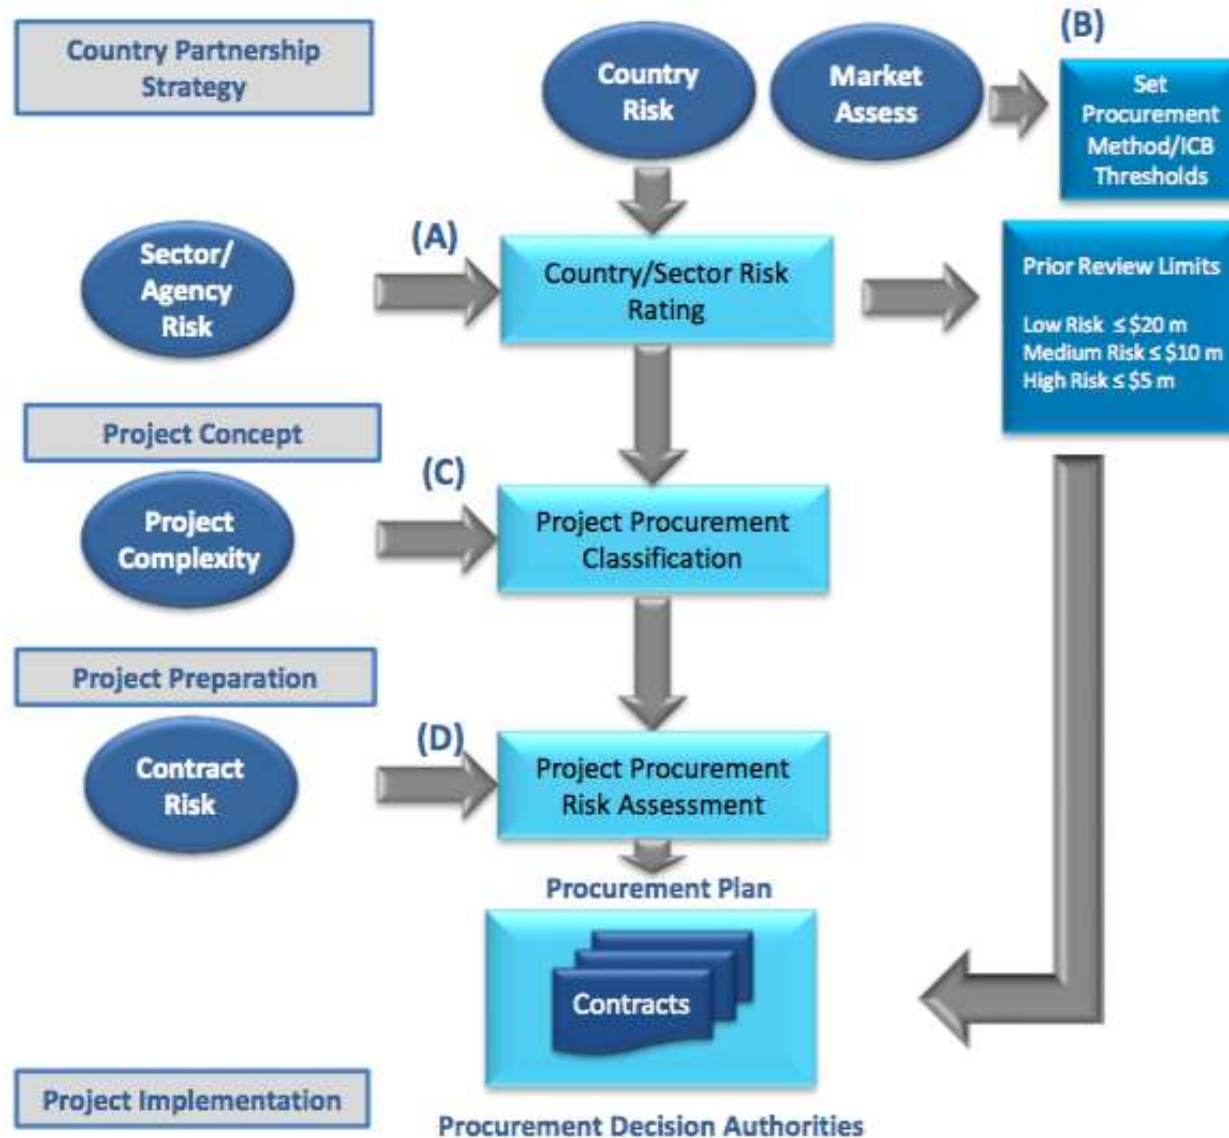 Country Partnership
Strategy
Country
Risk
Market
Assess
(B)
Set
Procurement
Method/ICB
Thresholds
Sector/
Agency
Risk
(A)
Country/Sector Risk
Rating
Prior Review Limits
Low Risk ≤ $20 m
Medium Risk ≤ $10 m
High Risk ≤ $5 m
Project Concept
Project
Complexity
(C)
Project Procurement
Classification
Project Preparation
Contract
Risk
(D)
Project Procurement
Risk Assessment
Procurement Plan
Contracts
Project Implementation
Procurement Decision Authorities